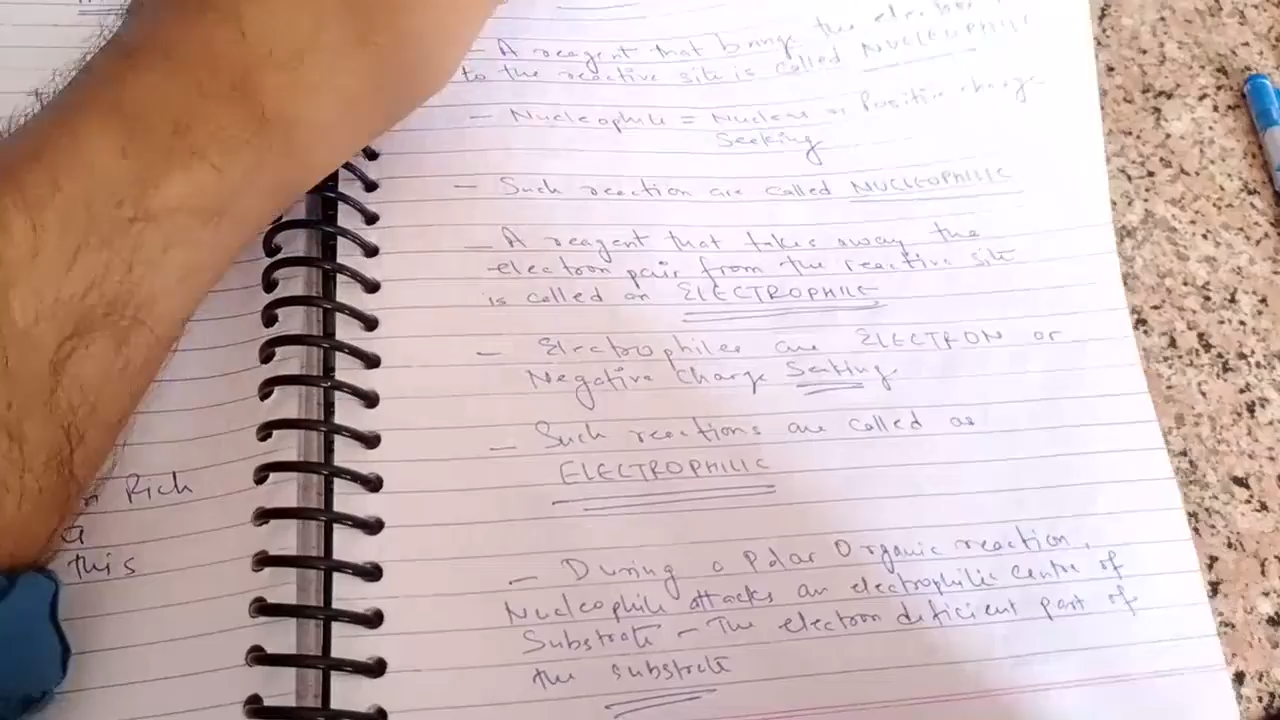 n Rich
this
- A reagent that brings the electron
to the reactive site is called NUCLEOPHILE
- Nucleophile = Nucleus or Positive charge
Seeking
- Such reaction are called NUCLEOPHILIC
- A reagent that takes away the
electron pair from the reactive site
is called an ELECTROPHILE
- Electrophiles are ELECTRON or
Negative charge Seeking
- Such reactions are called as
ELECTROPHILIC
- During a Polar Organic reaction,
Nucleophile attacks an electrophilic centre of
Substrate - The electron deficient part of
the substrate